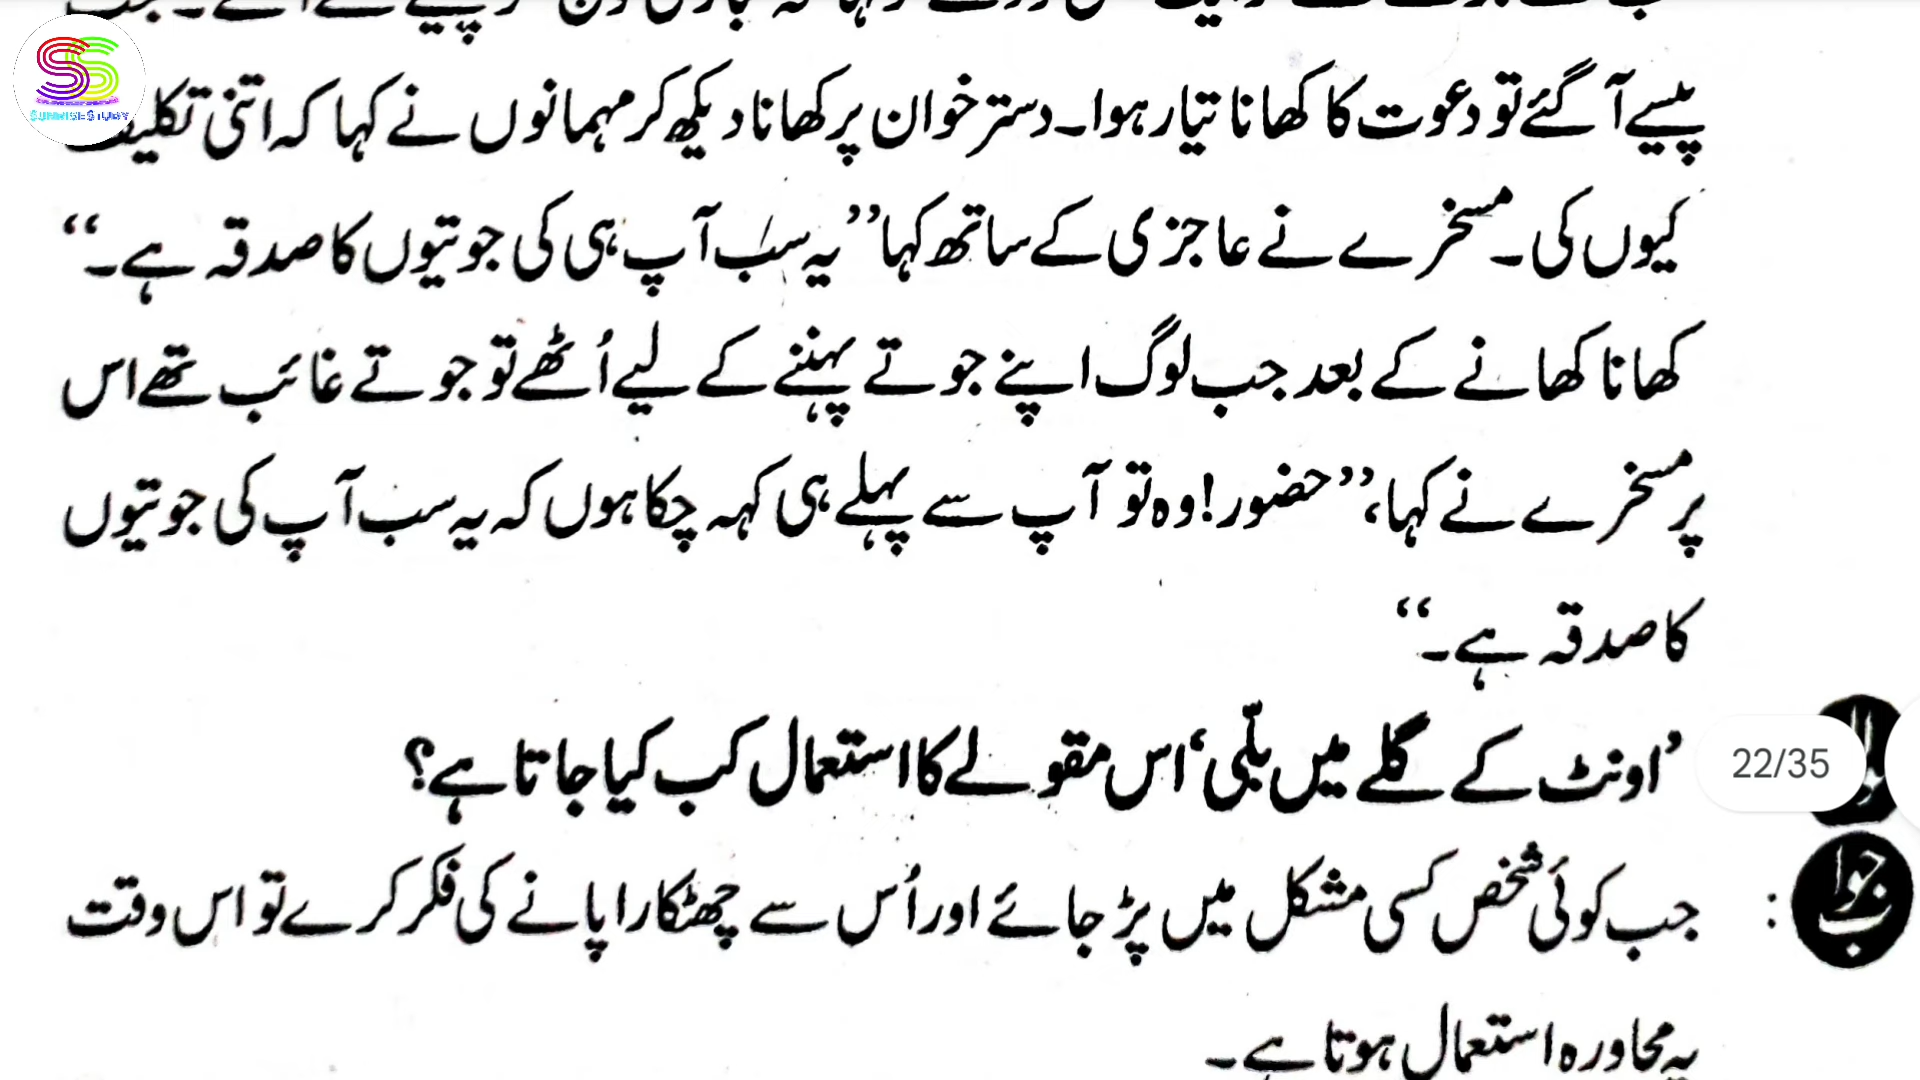 پیسے آ گئے تو دعوت کا کھانا تیار ہوا۔ دستر خوان پر کھانا دیکھ کر مہمانوں نے کہا کہ اتنی تکلیف
کیوں کی۔ مسخرے نے عاجزی کے ساتھ کہا ”یہ سب آپ ہی کی جوتیوں کا صدقہ ہے۔“
کھانا کھانے کے بعد جب لوگ اپنے جوتے پہننے کے لیے اُٹھے تو جوتے غائب تھے اس
پر مسخرے نے کہا، ”حضور! وہ تو آپ سے پہلے ہی کہہ چکا ہوں کہ یہ سب آپ کی جوتیوں
کا صدقہ ہے۔“
’اونٹ کے گلے میں بلّی‘ اس مقولے کا استعمال کب کیا جاتا ہے؟
22/35
جواب : جب کوئی شخص کسی مشکل میں پڑ جائے اور اُس سے چھٹکارا پانے کی فکر کرے تو اس وقت
یہ محاورہ استعمال ہوتا ہے۔
SUNRISESTUDY